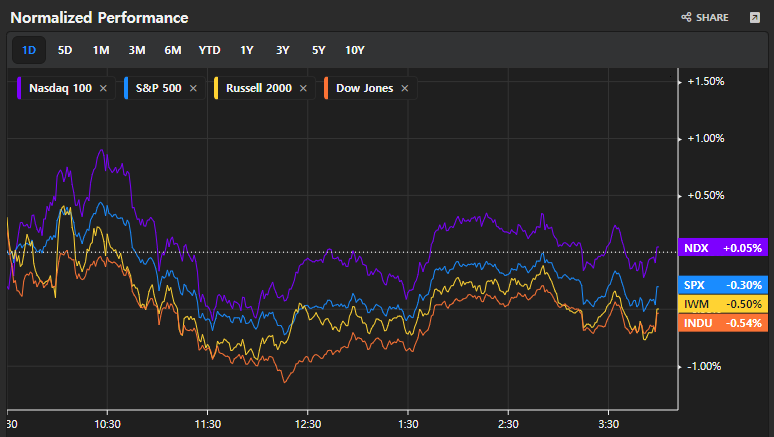 Normalized Performance SHARE
1D 5D 1M 3M 6M YTD 1Y 3Y 5Y 10Y
Nasdaq 100 × S&P 500 × Russell 2000 × Dow Jones ×
+1.50%
+1.00%
+0.50%
NDX +0.05%
SPX -0.30%
IWM -0.50%
INDU -0.54%
-1.00%
:30 10:30 11:30 12:30 1:30 2:30 3:30